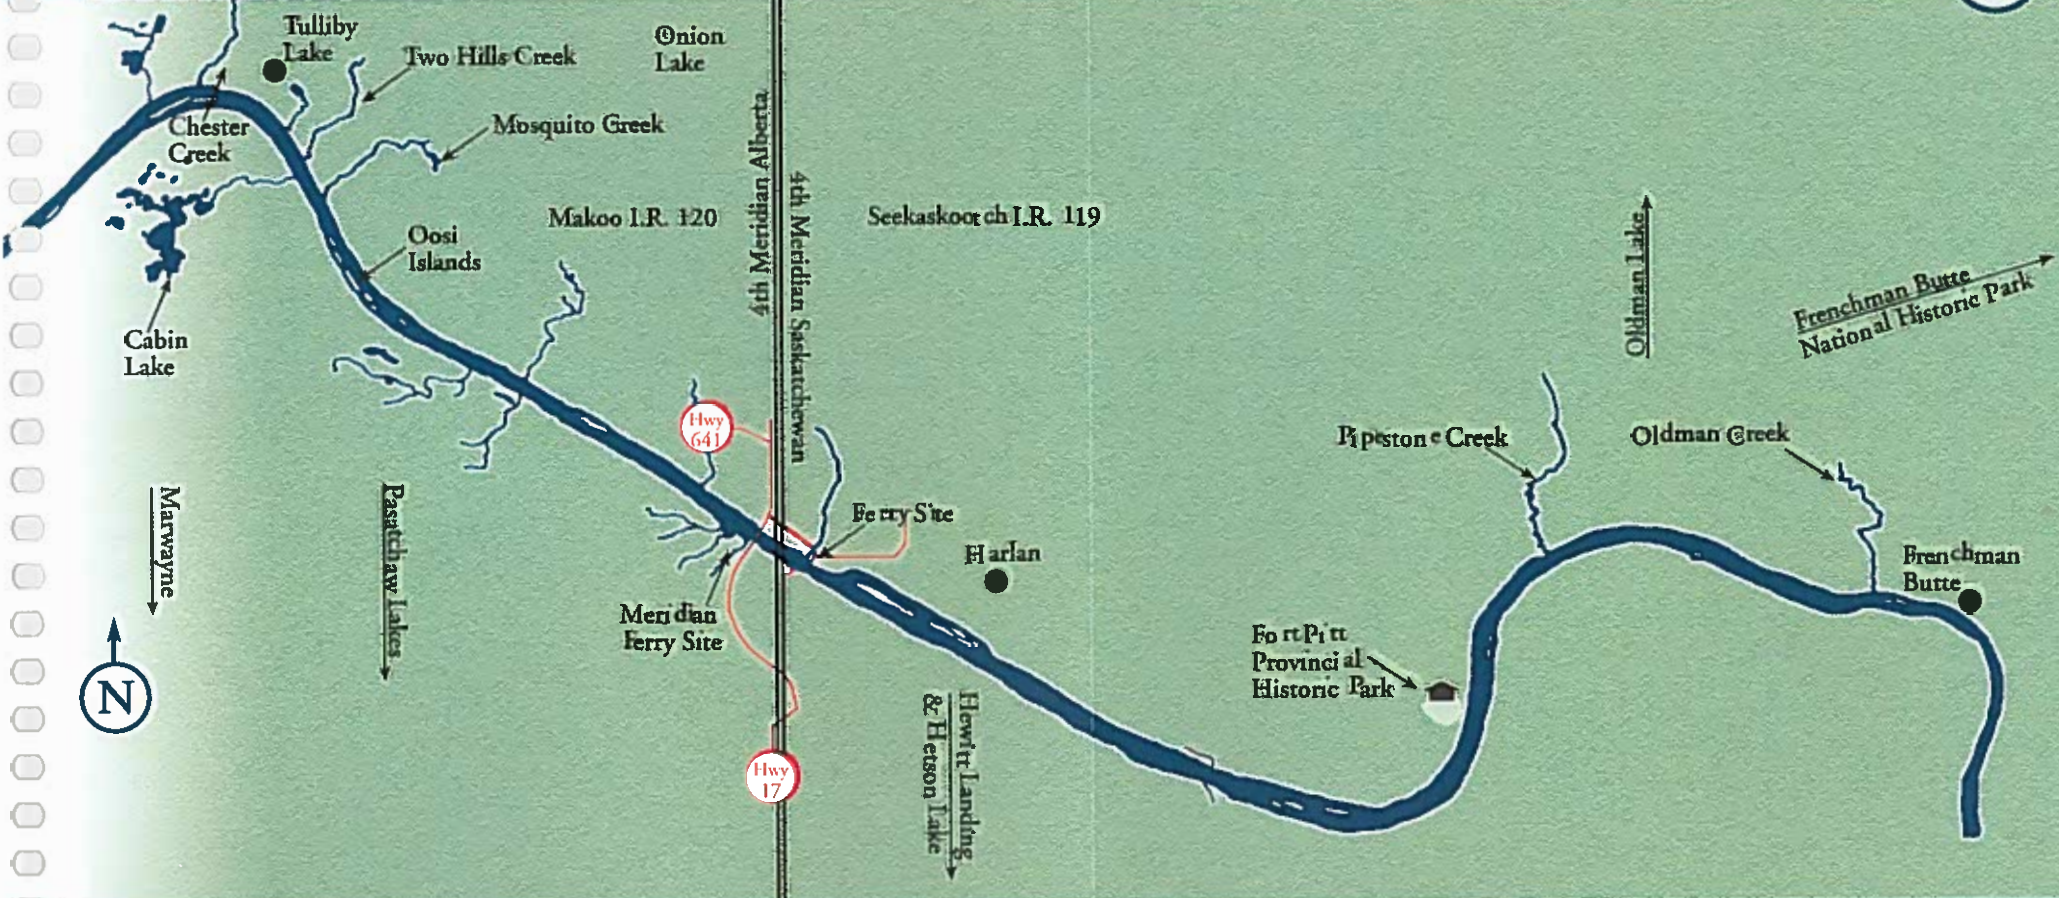 Tulliby
Lake
Two Hills Creek
Onion
Lake
Chester
Creek
Mosquito Creek
4th Meridian Alberta
4th Meridian Saskatchewan
Makoo I.R. 120
Seekaskootch I.R. 119
Oosi
Islands
Oldman Lake
Frenchman Butte
National Historic Park
Cabin
Lake
Hwy
641
Pipestone Creek
Oldman Creek
Marwayne
Pasatchaw Lakes
Ferry Site
Harlan
Frenchman
Butte
Meridian
Ferry Site
Fort Pitt
Provincial
Historic Park
N
Hewitt Landing
& Hetson Lake
Hwy
17